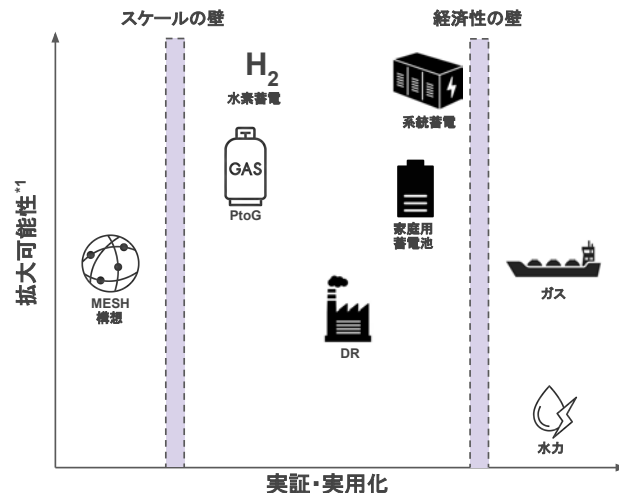 スケールの壁
経済性の壁
H2
水素蓄電
系統蓄電
GAS
PtoG
家庭用
蓄電池
拡大可能性*1
MESH
構想
ガス
DR
水力
実証・実用化